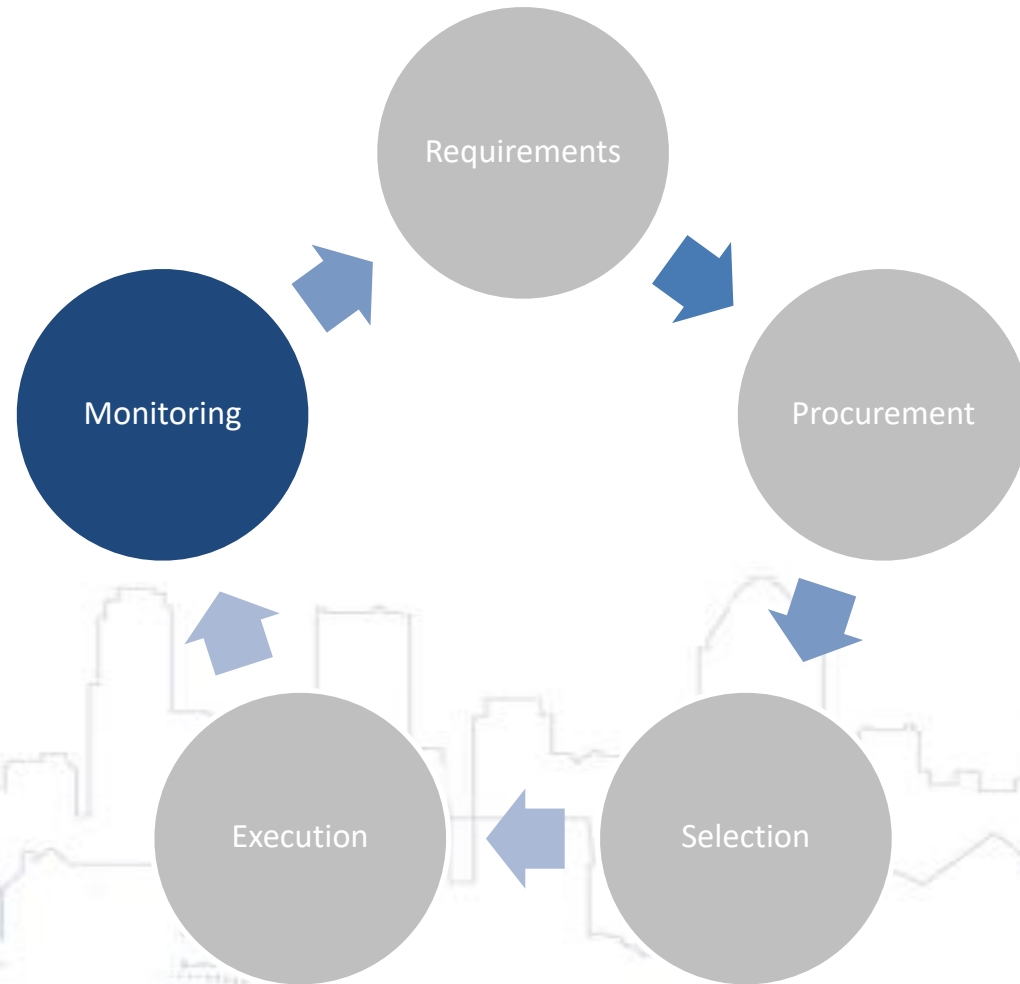 Requirements
Procurement
Selection
Execution
Monitoring